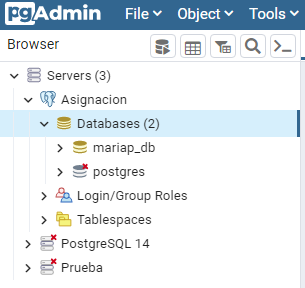 pgAdmin File Object Tools
Browser
Servers (3)
Asignacion
Databases (2)
mariap_db
postgres
Login/Group Roles
Tablespaces
PostgreSQL 14
Prueba